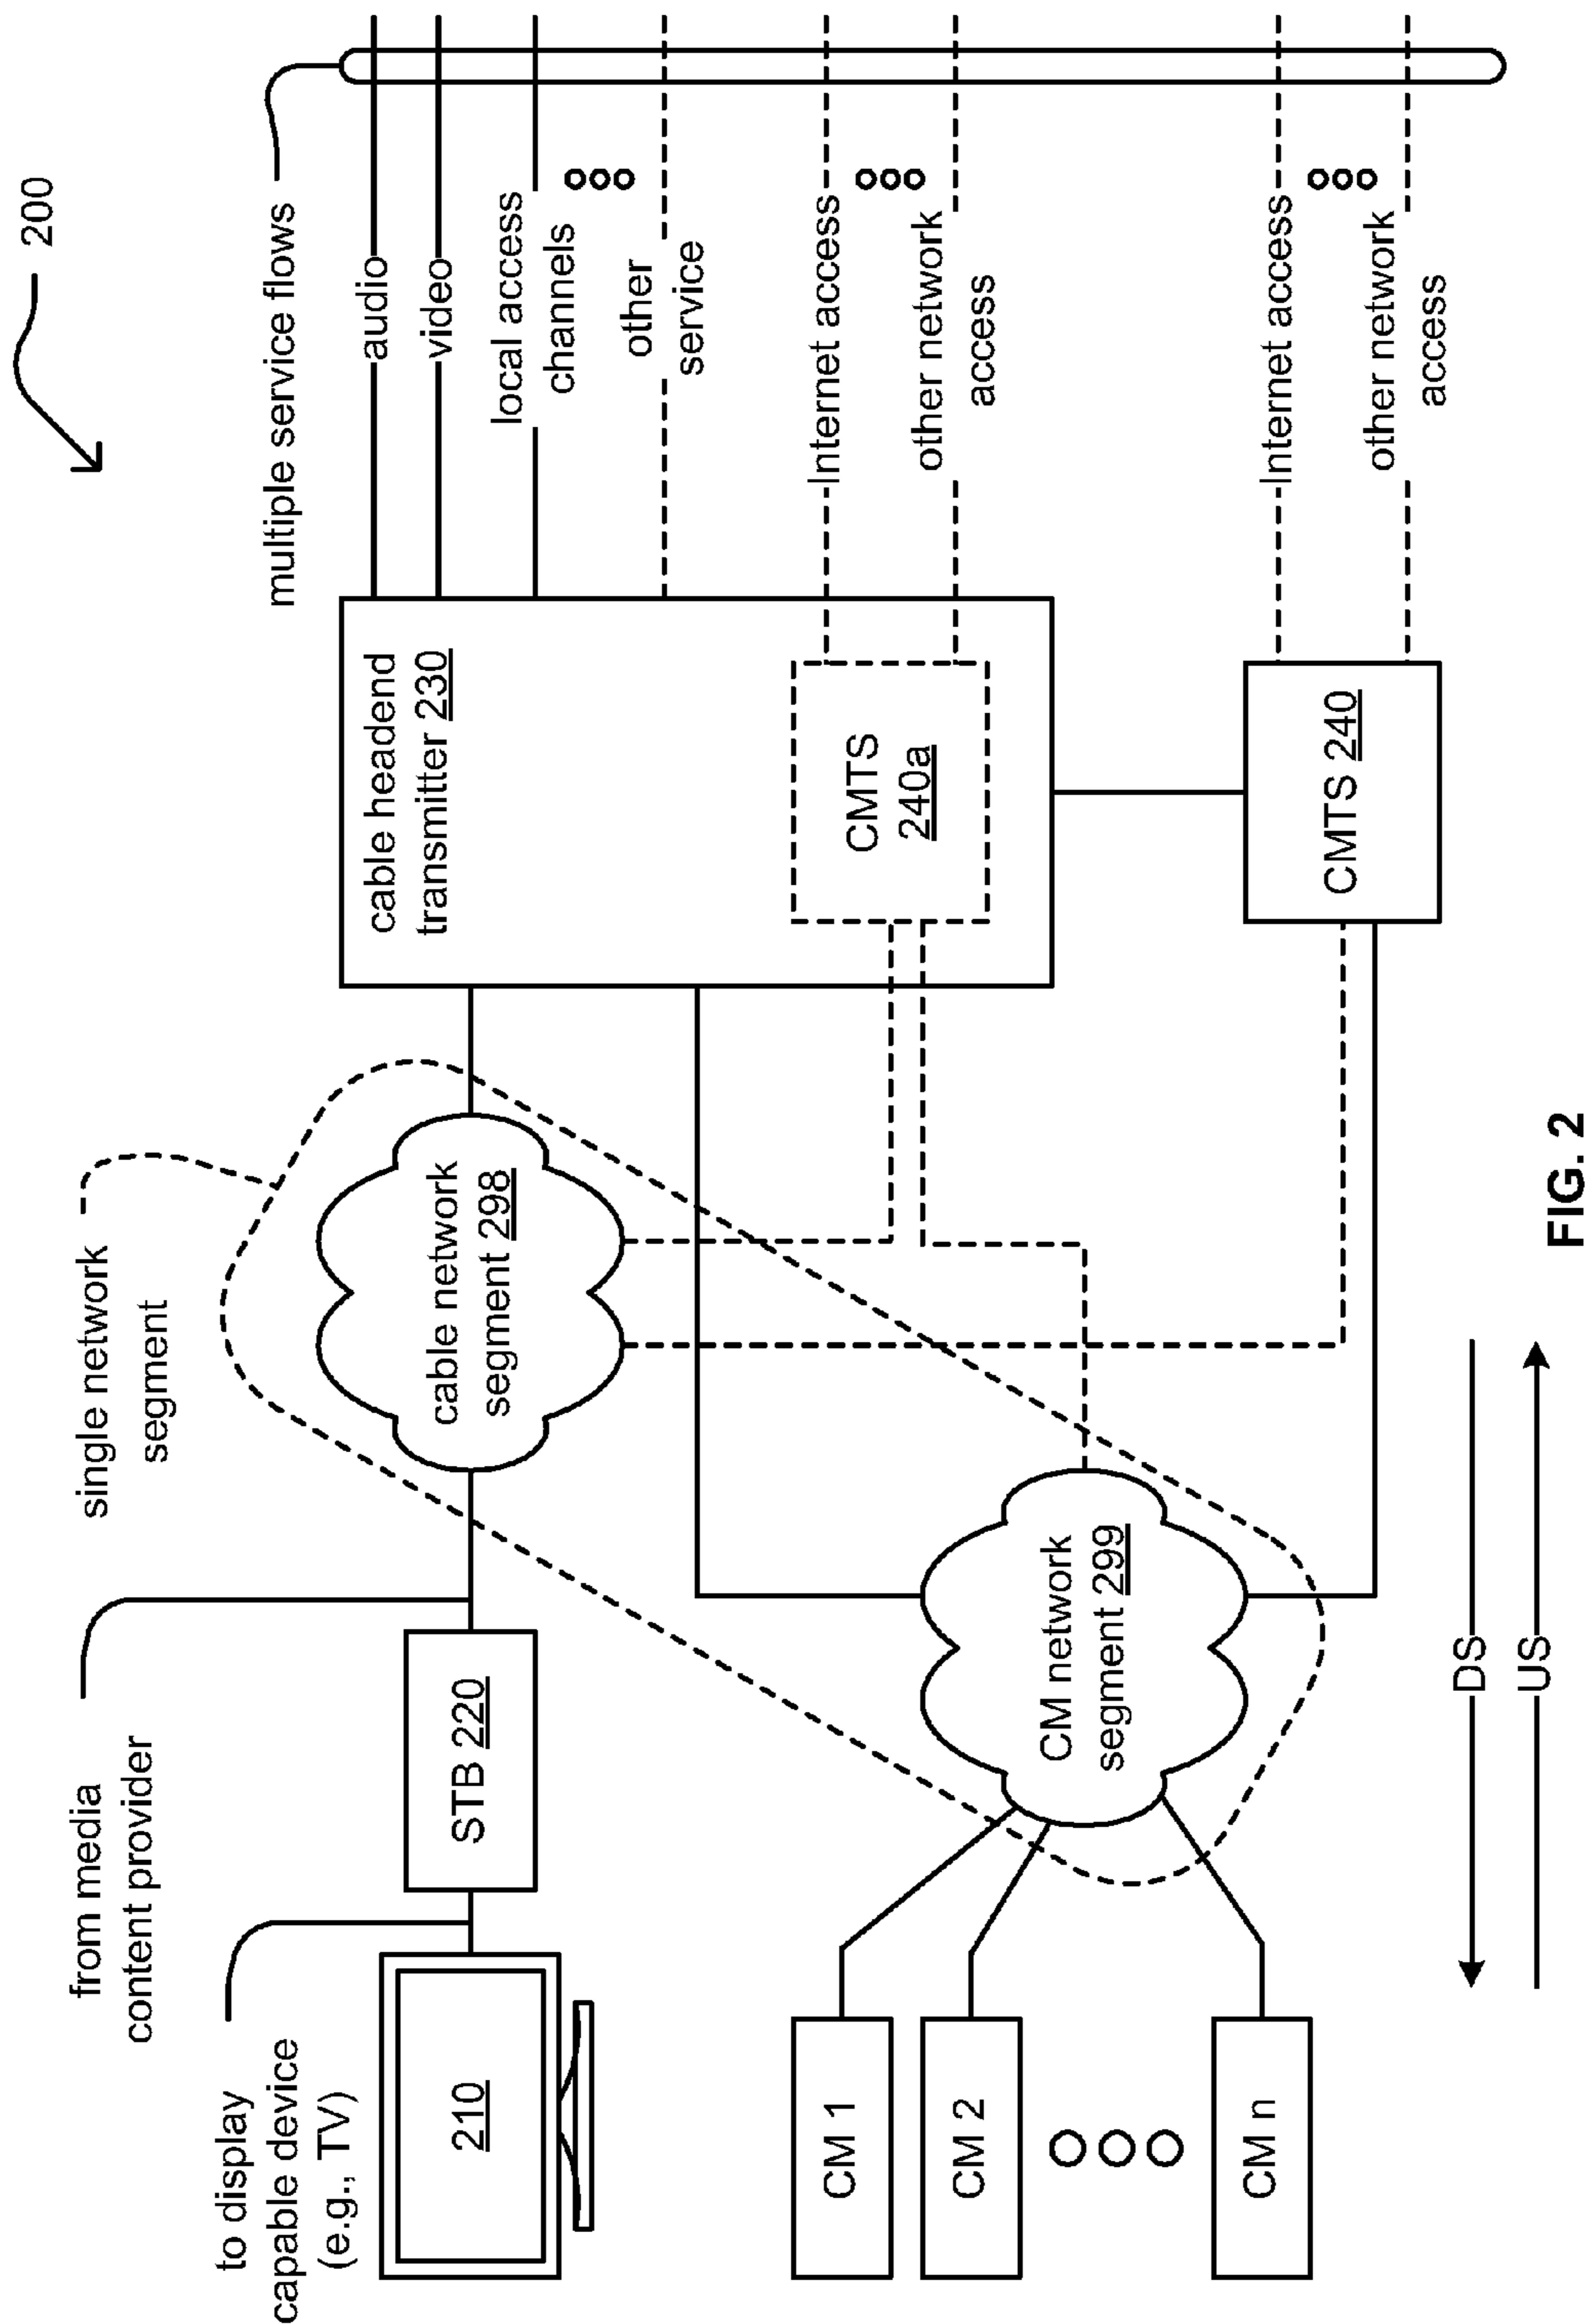 200
multiple service flows
audio
video
local access
channels
other
service
Internet access
other network
access
Internet access
other network
access
cable headend
transmitter 230
CMTS
240a
CMTS 240
single network
segment
cable network
segment 298
CM network
segment 299
from media
content provider
STB 220
to display
capable device
(e.g., TV)
210
CM 1
CM 2
CM n
DS
US
FIG. 2